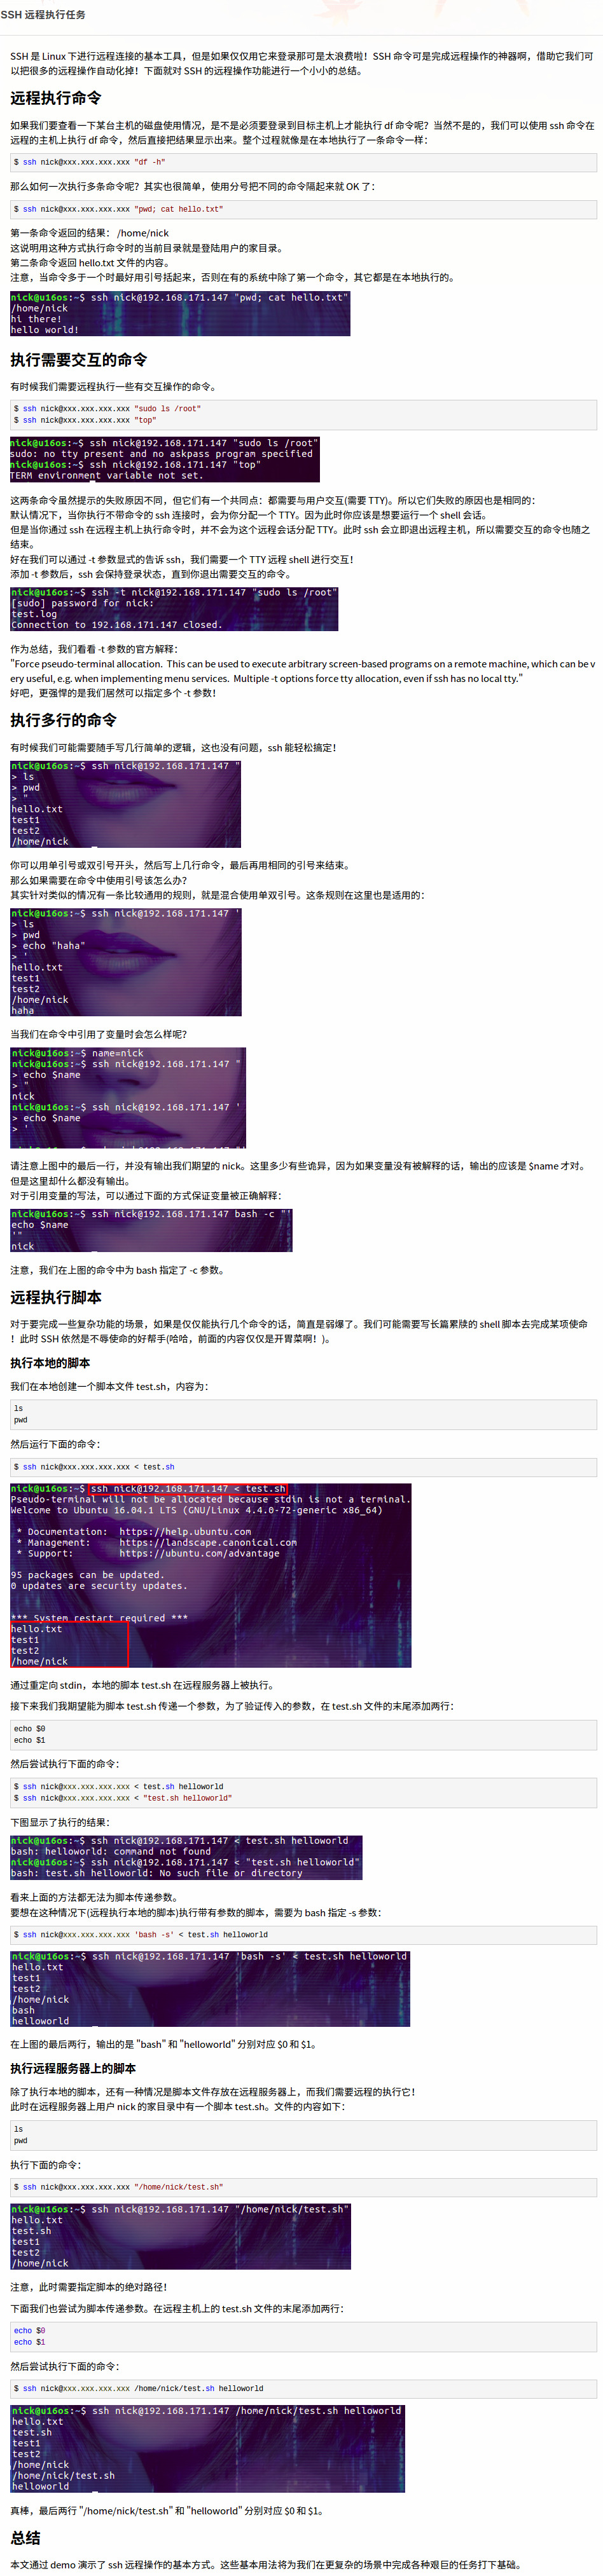 SSH 远程执行任务
SSH 是 Linux 下进行远程连接的基本工具，但是如果仅仅用它来登录那可是太浪费啦！SSH 命令可是完成远程操作的神器啊，借助它我们可
以把很多的远程操作自动化掉！下面就对 SSH 的远程操作功能进行一个小小的总结。
远程执行命令
如果我们要查看一下某台主机的磁盘使用情况，是不是必须要登录到目标主机上才能执行 df 命令呢？当然不是的，我们可以使用 ssh 命令在
远程的主机上执行 df 命令，然后直接把结果显示出来。整个过程就像是在本地执行了一条命令一样：
$ ssh nick@xxx.xxx.xxx.xxx "df -h"
那么如何一次执行多条命令呢？其实也很简单，使用分号把不同的命令隔起来就 OK 了：
$ ssh nick@xxx.xxx.xxx.xxx "pwd; cat hello.txt"
第一条命令返回的结果： /home/nick
这说明用这种方式执行命令时的当前目录就是登陆用户的家目录。
第二条命令返回 hello.txt 文件的内容。
注意，当命令多于一个时最好用引号括起来，否则在有的系统中除了第一个命令，其它都是在本地执行的。
nick@u16os:~$ ssh nick@192.168.171.147 "pwd; cat hello.txt"
/home/nick
hi there!
hello world!
执行需要交互的命令
有时候我们需要远程执行一些有交互操作的命令。
$ ssh nick@xxx.xxx.xxx.xxx "sudo ls /root"
$ ssh nick@xxx.xxx.xxx.xxx "top"
nick@u16os:~$ ssh nick@192.168.171.147 "sudo ls /root"
sudo: no tty present and no askpass program specified
nick@u16os:~$ ssh nick@192.168.171.147 "top"
TERM environment variable not set.
这两条命令虽然提示的失败原因不同，但它们有一个共同点：都需要与用户交互(需要 TTY)。所以它们失败的原因也是相同的：
默认情况下，当你执行不带命令的 ssh 连接时，会为你分配一个 TTY。因为此时你应该是想要运行一个 shell 会话。
但是当你通过 ssh 在远程主机上执行命令时，并不会为这个远程会话分配 TTY。此时 ssh 会立即退出远程主机，所以需要交互的命令也随之
结束。
好在我们可以通过 -t 参数显式的告诉 ssh，我们需要一个 TTY 远程 shell 进行交互！
添加 -t 参数后，ssh 会保持登录状态，直到你退出需要交互的命令。
nick@u16os:~$ ssh -t nick@192.168.171.147 "sudo ls /root"
[sudo] password for nick:
test.log
Connection to 192.168.171.147 closed.
作为总结，我们看看 -t 参数的官方解释：
"Force pseudo-terminal allocation.  This can be used to execute arbitrary screen-based programs on a remote machine, which can be v
ery useful, e.g. when implementing menu services.  Multiple -t options force tty allocation, even if ssh has no local tty."
好吧，更强悍的是我们居然可以指定多个 -t 参数！
执行多行的命令
有时候我们可能需要随手写几行简单的逻辑，这也没有问题，ssh 能轻松搞定！
nick@u16os:~$ ssh nick@192.168.171.147 "
> ls
> pwd
> "
hello.txt
test1
test2
/home/nick
你可以用单引号或双引号开头，然后写上几行命令，最后再用相同的引号来结束。
那么如果需要在命令中使用引号该怎么办？
其实针对类似的情况有一条比较通用的规则，就是混合使用单双引号。这条规则在这里也是适用的：
nick@u16os:~$ ssh nick@192.168.171.147 '
> ls
> pwd
> echo "haha"
> '
hello.txt
test1
test2
/home/nick
haha
当我们在命令中引用了变量时会怎么样呢？
nick@u16os:~$ name=nick
nick@u16os:~$ ssh nick@192.168.171.147 "
> echo $name
> "
nick
nick@u16os:~$ ssh nick@192.168.171.147 '
> echo $name
> '
请注意上图中的最后一行，并没有输出我们期望的 nick。这里多少有些诡异，因为如果变量没有被解释的话，输出的应该是 $name 才对。
但是这里却什么都没有输出。
对于引用变量的写法，可以通过下面的方式保证变量被正确解释：
nick@u16os:~$ ssh nick@192.168.171.147 bash -c "'
echo $name
'"
nick
注意，我们在上图的命令中为 bash 指定了 -c 参数。
远程执行脚本
对于要完成一些复杂功能的场景，如果是仅仅能执行几个命令的话，简直是弱爆了。我们可能需要写长篇累牍的 shell 脚本去完成某项使命
！此时 SSH 依然是不辱使命的好帮手(哈哈，前面的内容仅仅是开胃菜啊！)。
执行本地的脚本
我们在本地创建一个脚本文件 test.sh，内容为：
ls
pwd
然后运行下面的命令：
$ ssh nick@xxx.xxx.xxx.xxx < test.sh
nick@u16os:~$ ssh nick@192.168.171.147 < test.sh
Pseudo-terminal will not be allocated because stdin is not a terminal.
Welcome to Ubuntu 16.04.1 LTS (GNU/Linux 4.4.0-72-generic x86_64)
* Documentation:  https://help.ubuntu.com
* Management:     https://landscape.canonical.com
* Support:        https://ubuntu.com/advantage
95 packages can be updated.
0 updates are security updates.
*** System restart required ***
hello.txt
test1
test2
/home/nick
通过重定向 stdin，本地的脚本 test.sh 在远程服务器上被执行。
接下来我们我期望能为脚本 test.sh 传递一个参数，为了验证传入的参数，在 test.sh 文件的末尾添加两行：
echo $0
echo $1
然后尝试执行下面的命令：
$ ssh nick@xxx.xxx.xxx.xxx < test.sh helloworld
$ ssh nick@xxx.xxx.xxx.xxx < "test.sh helloworld"
下图显示了执行的结果：
nick@u16os:~$ ssh nick@192.168.171.147 < test.sh helloworld
bash: helloworld: command not found
nick@u16os:~$ ssh nick@192.168.171.147 < "test.sh helloworld"
bash: test.sh helloworld: No such file or directory
看来上面的方法都无法为脚本传递参数。
要想在这种情况下(远程执行本地的脚本)执行带有参数的脚本，需要为 bash 指定 -s 参数：
$ ssh nick@xxx.xxx.xxx.xxx 'bash -s' < test.sh helloworld
nick@u16os:~$ ssh nick@192.168.171.147 'bash -s' < test.sh helloworld
hello.txt
test1
test2
/home/nick
bash
helloworld
在上图的最后两行，输出的是 "bash" 和 "helloworld" 分别对应 $0 和 $1。
执行远程服务器上的脚本
除了执行本地的脚本，还有一种情况是脚本文件存放在远程服务器上，而我们需要远程的执行它！
此时在远程服务器上用户 nick 的家目录中有一个脚本 test.sh。文件的内容如下：
ls
pwd
执行下面的命令：
$ ssh nick@xxx.xxx.xxx.xxx "/home/nick/test.sh"
nick@u16os:~$ ssh nick@192.168.171.147 "/home/nick/test.sh"
hello.txt
test.sh
test1
test2
/home/nick
注意，此时需要指定脚本的绝对路径！
下面我们也尝试为脚本传递参数。在远程主机上的 test.sh 文件的末尾添加两行：
echo $0
echo $1
然后尝试执行下面的命令：
$ ssh nick@xxx.xxx.xxx.xxx /home/nick/test.sh helloworld
nick@u16os:~$ ssh nick@192.168.171.147 /home/nick/test.sh helloworld
hello.txt
test.sh
test1
test2
/home/nick
/home/nick/test.sh
helloworld
真棒，最后两行 "/home/nick/test.sh" 和 "helloworld" 分别对应 $0 和 $1。
总结
本文通过 demo 演示了 ssh 远程操作的基本方式。这些基本用法将为我们在更复杂的场景中完成各种艰巨的任务打下基础。